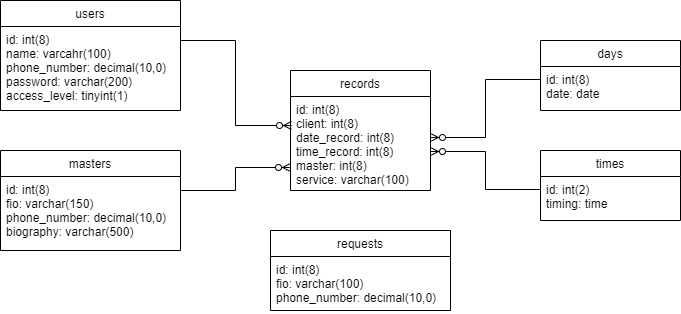 users
id: int(8)
name: varcahr(100)
phone_number: decimal(10,0)
password: varchar(200)
access_level: tinyint(1)
masters
id: int(8)
fio: varchar(150)
phone_number: decimal(10,0)
biography: varchar(500)
records
id: int(8)
client: int(8)
date_record: int(8)
time_record: int(8)
master: int(8)
service: varchar(100)
requests
id: int(8)
fio: varchar(100)
phone_number: decimal(10,0)
days
id: int(8)
date: date
times
id: int(2)
timing: time